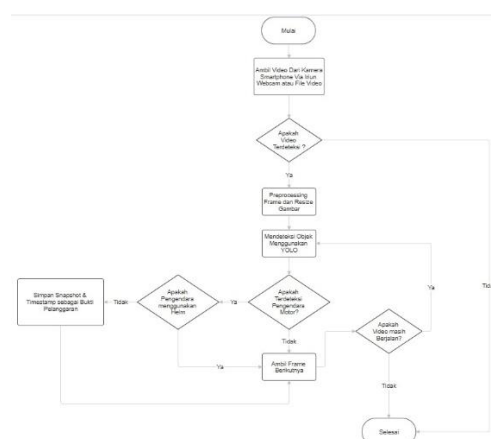 Mulai
Ambil Video Dari Kamera
Smartphone Via Iriun
Webcam atau File Video
Apakah
Video
Terdeteksi ?
Ya
Preprocessing
Frame dan Resize
Gambar
Mendeteksi Objek
Menggunakan
YOLO
Apakah
Terdeteksi
Pengendara
Motor?
Ya
Apakah
Pengendara
menggunakan
Helm
Tidak
Simpan Snapshot &
Timestamp sebagai Bukti
Pelanggaran
Tidak
Ya
Ambil Frame
Berikutnya
Apakah
Video masih
Berjalan?
Ya
Tidak
Selesai